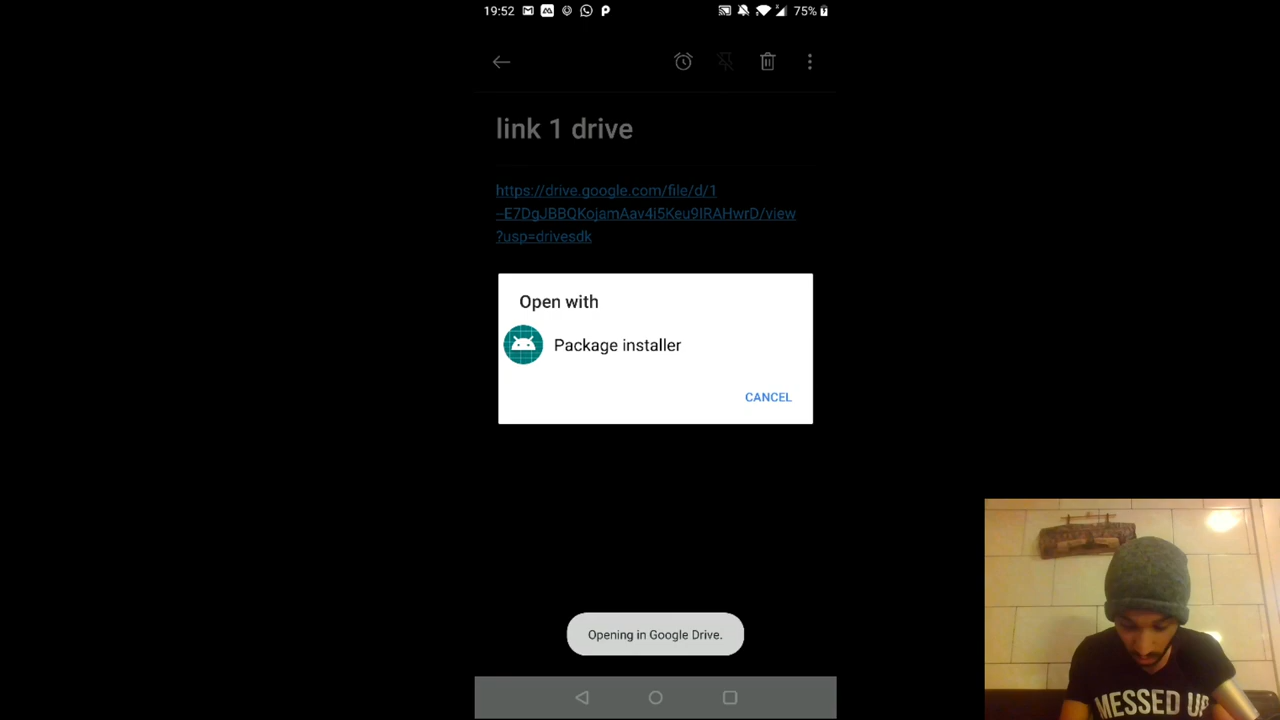 19:52
75%
link 1 drive
https://drive.google.com/file/d/1
--E7DgJBBQKojamAav4i5Keu9IRAHwrD/view
?usp=drivesdk
Open with
Package installer
CANCEL
Opening in Google Drive.
MESSED UP